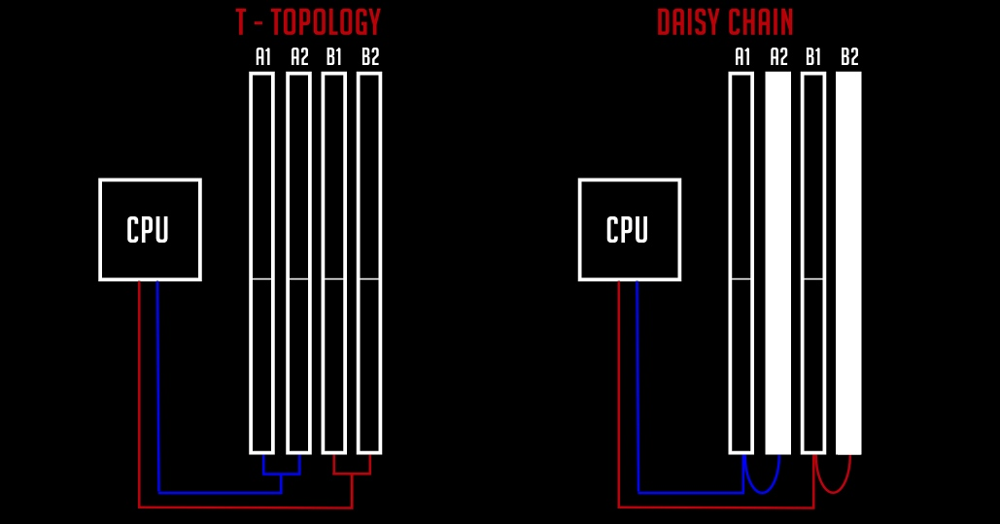 T - TOPOLOGY DAISY CHAIN
A1 A2 B1 B2 A1 A2 B1 B2
CPU CPU